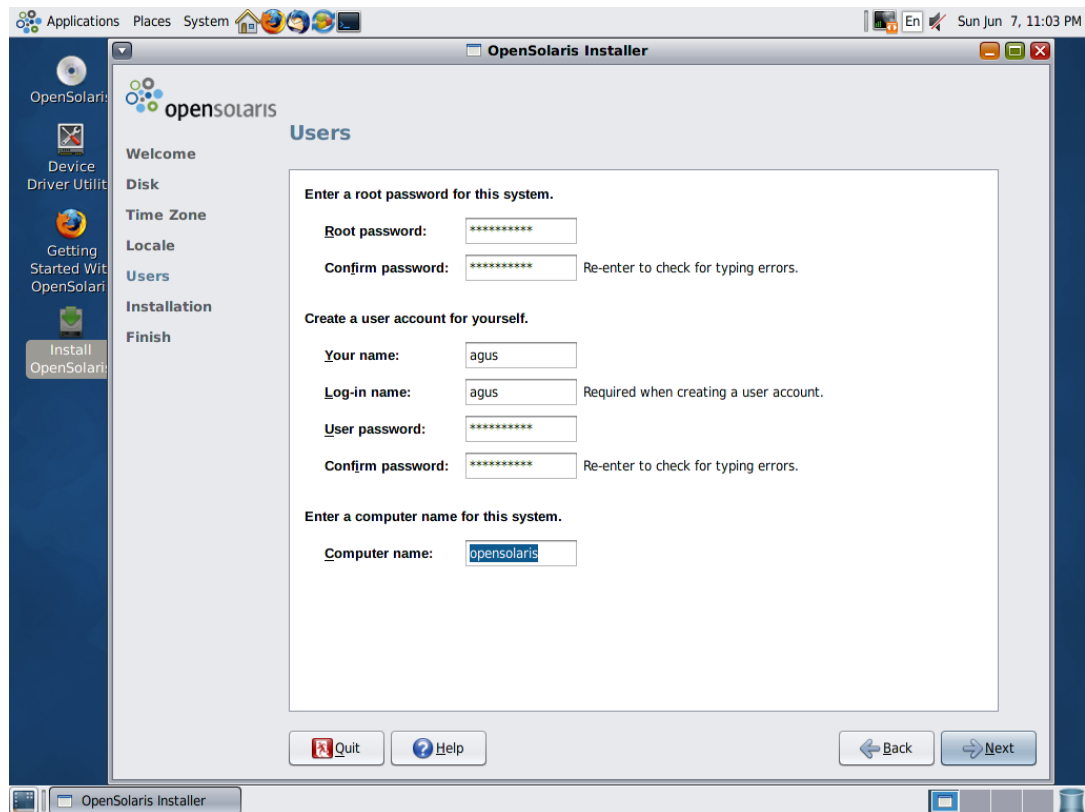 Applications Places System En Sun Jun 7, 11:03 PM
OpenSolaris Installer
OpenSolaris
Device
Driver Utilit
Getting
Started Wit
OpenSolari
Install
OpenSolaris
opensolaris
Welcome
Disk
Time Zone
Locale
Users
Installation
Finish
Users
Enter a root password for this system.
Root password: **********
Confirm password: ********** Re-enter to check for typing errors.
Create a user account for yourself.
Your name: agus
Log-in name: agus Required when creating a user account.
User password: **********
Confirm password: ********** Re-enter to check for typing errors.
Enter a computer name for this system.
Computer name: opensolaris
Quit Help Back Next
OpenSolaris Installer